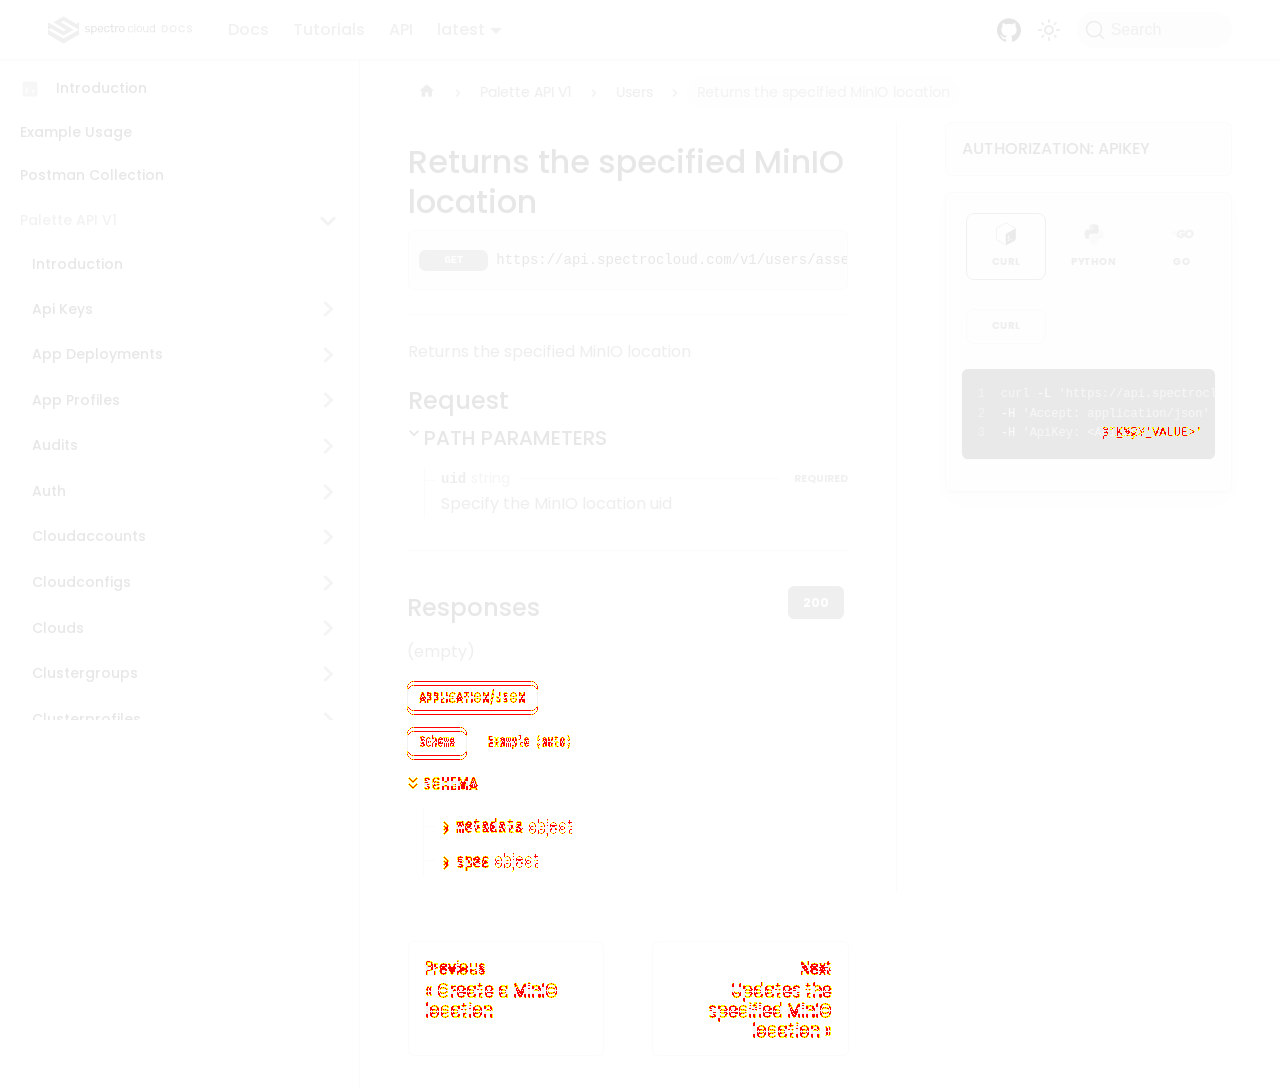 spectro cloud DOCS
Docs
Tutorials
API
latest
Search
Introduction
Example Usage
Postman Collection
Palette API V1
Introduction
Api Keys
App Deployments
App Profiles
Audits
Auth
Cloudaccounts
Cloudconfigs
Clouds
Clustergroups
Clusterprofiles
Palette API V1
Users
Returns the specified MinIO location
Returns the specified MinIO
location
GET https://api.spectrocloud.com/v1/users/asse
Returns the specified MinIO location
Request
PATH PARAMETERS
uid string REQUIRED
Specify the MinIO location uid
Responses
200
(empty)
APPLICATION/JSON
Schema
Example (auto)
SCHEMA
metadata object
spec object
Previous
« Create a MinIO
location
Next
Updates the
specified MinIO
location »
AUTHORIZATION: APIKEY
CURL
PYTHON
GO
GO
CURL
1 curl -L 'https://api.spectrocl
2 -H 'Accept: application/json'
3 -H 'ApiKey: VALUE>'